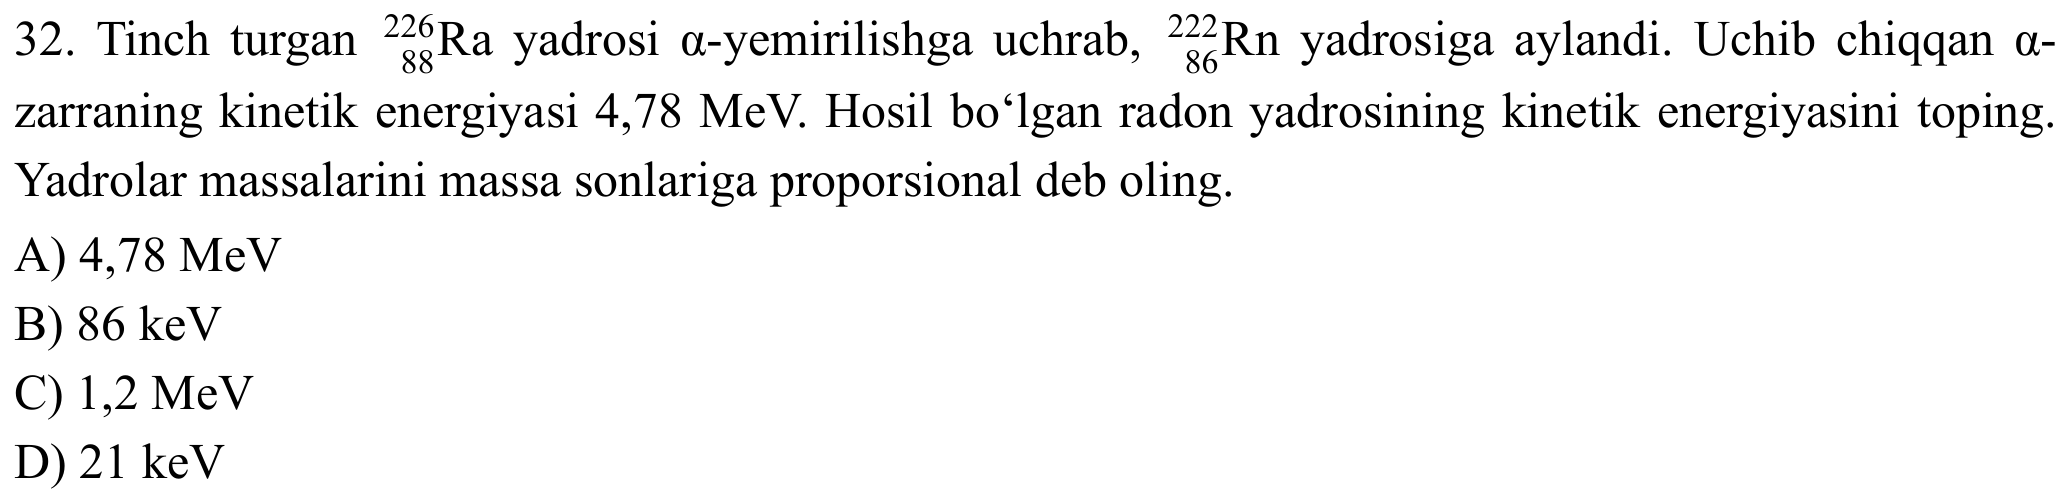 32. Tinch turgan ²²⁶₈₈Ra yadrosi α-yemirilishga uchrab, ²²²₈₆Rn yadrosiga aylandi. Uchib chiqqan α-
zarraning kinetik energiyasi 4,78 MeV. Hosil bo‘lgan radon yadrosining kinetik energiyasini toping.
Yadrolar massalarini massa sonlariga proporsional deb oling.
A) 4,78 MeV
B) 86 keV
C) 1,2 MeV
D) 21 keV